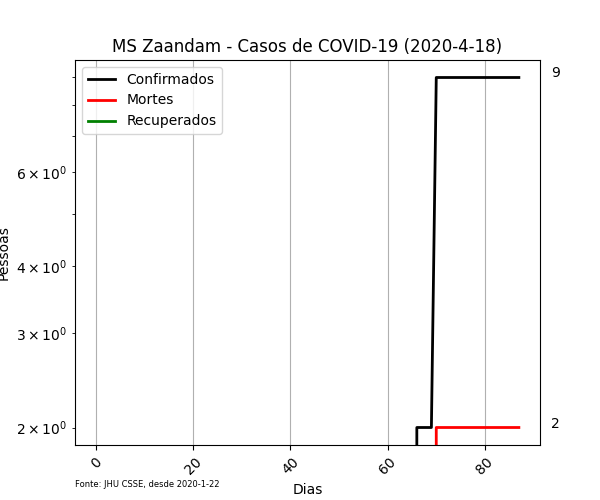 MS Zaandam - Casos de COVID-19 (2020-4-18)
Confirmados
Mortes
Recuperados
9
6 × 10⁰
4 × 10⁰
3 × 10⁰
2 × 10⁰
2
Pessoas
0 20 40 60 80
Fonte: JHU CSSE, desde 2020-1-22
Dias